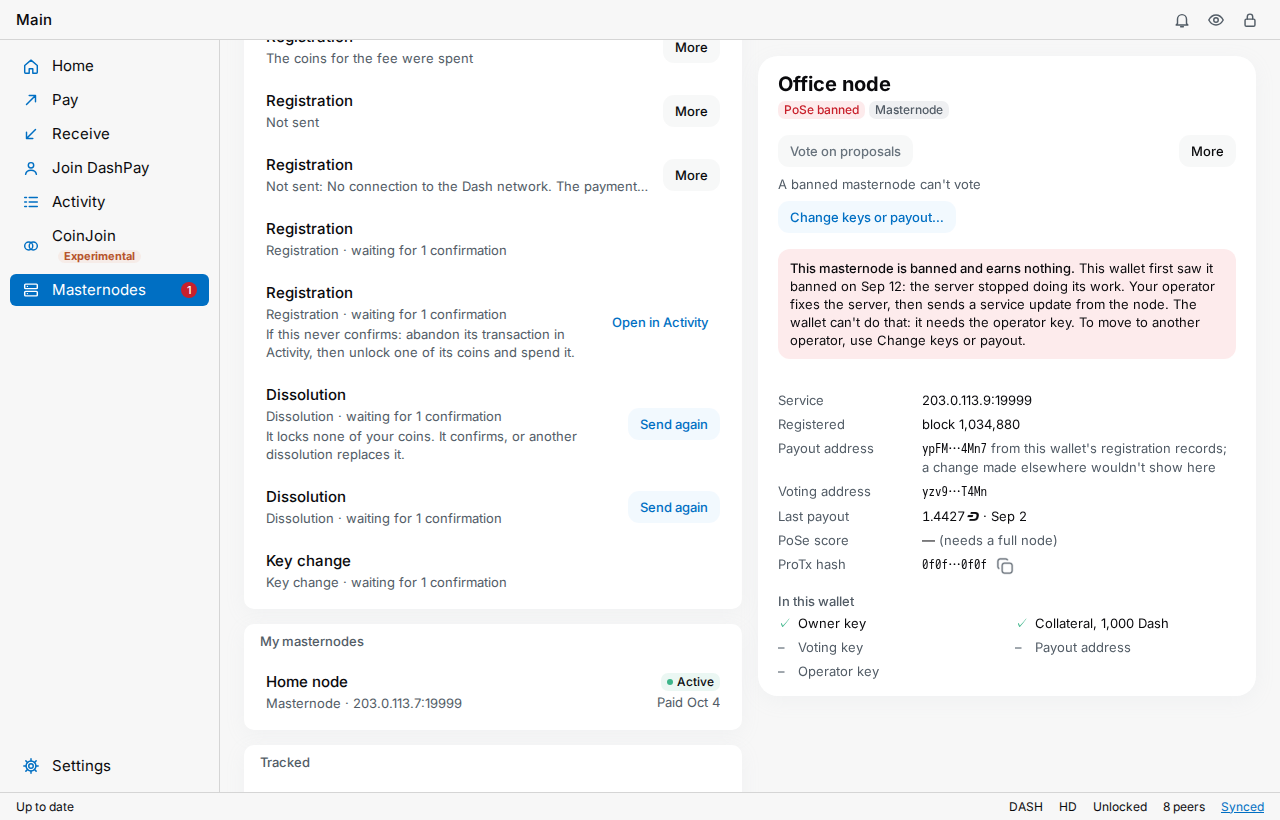 Main
Home
Pay
Receive
Join DashPay
Activity
CoinJoin
Experimental
Masternodes 1
Settings
Registration
The coins for the fee were spent
More
Registration
Not sent
More
Registration
Not sent: No connection to the Dash network. The payment…
More
Registration
Registration · waiting for 1 confirmation
Registration
Registration · waiting for 1 confirmation
If this never confirms: abandon its transaction in
Activity, then unlock one of its coins and spend it.
Open in Activity
Dissolution
Dissolution · waiting for 1 confirmation
It locks none of your coins. It confirms, or another
dissolution replaces it.
Send again
Dissolution
Dissolution · waiting for 1 confirmation
Send again
Key change
Key change · waiting for 1 confirmation
My masternodes
Home node
Active
Masternode · 203.0.113.7:19999
Paid Oct 4
Tracked
Office node
PoSe banned Masternode
Vote on proposals
More
A banned masternode can't vote
Change keys or payout…
This masternode is banned and earns nothing. This wallet first saw it
banned on Sep 12: the server stopped doing its work. Your operator
fixes the server, then sends a service update from the node. The
wallet can't do that: it needs the operator key. To move to another
operator, use Change keys or payout.
Service 203.0.113.9:19999
Registered block 1,034,880
Payout address ypFM…4Mn7 from this wallet's registration records;
a change made elsewhere wouldn't show here
Voting address yzv9…T4Mn
Last payout 1.4427 · Sep 2
PoSe score — (needs a full node)
ProTx hash 0f0f…0f0f
In this wallet
✓ Owner key ✓ Collateral, 1,000 Dash
– Voting key – Payout address
– Operator key
Up to date
DASH HD Unlocked 8 peers Synced